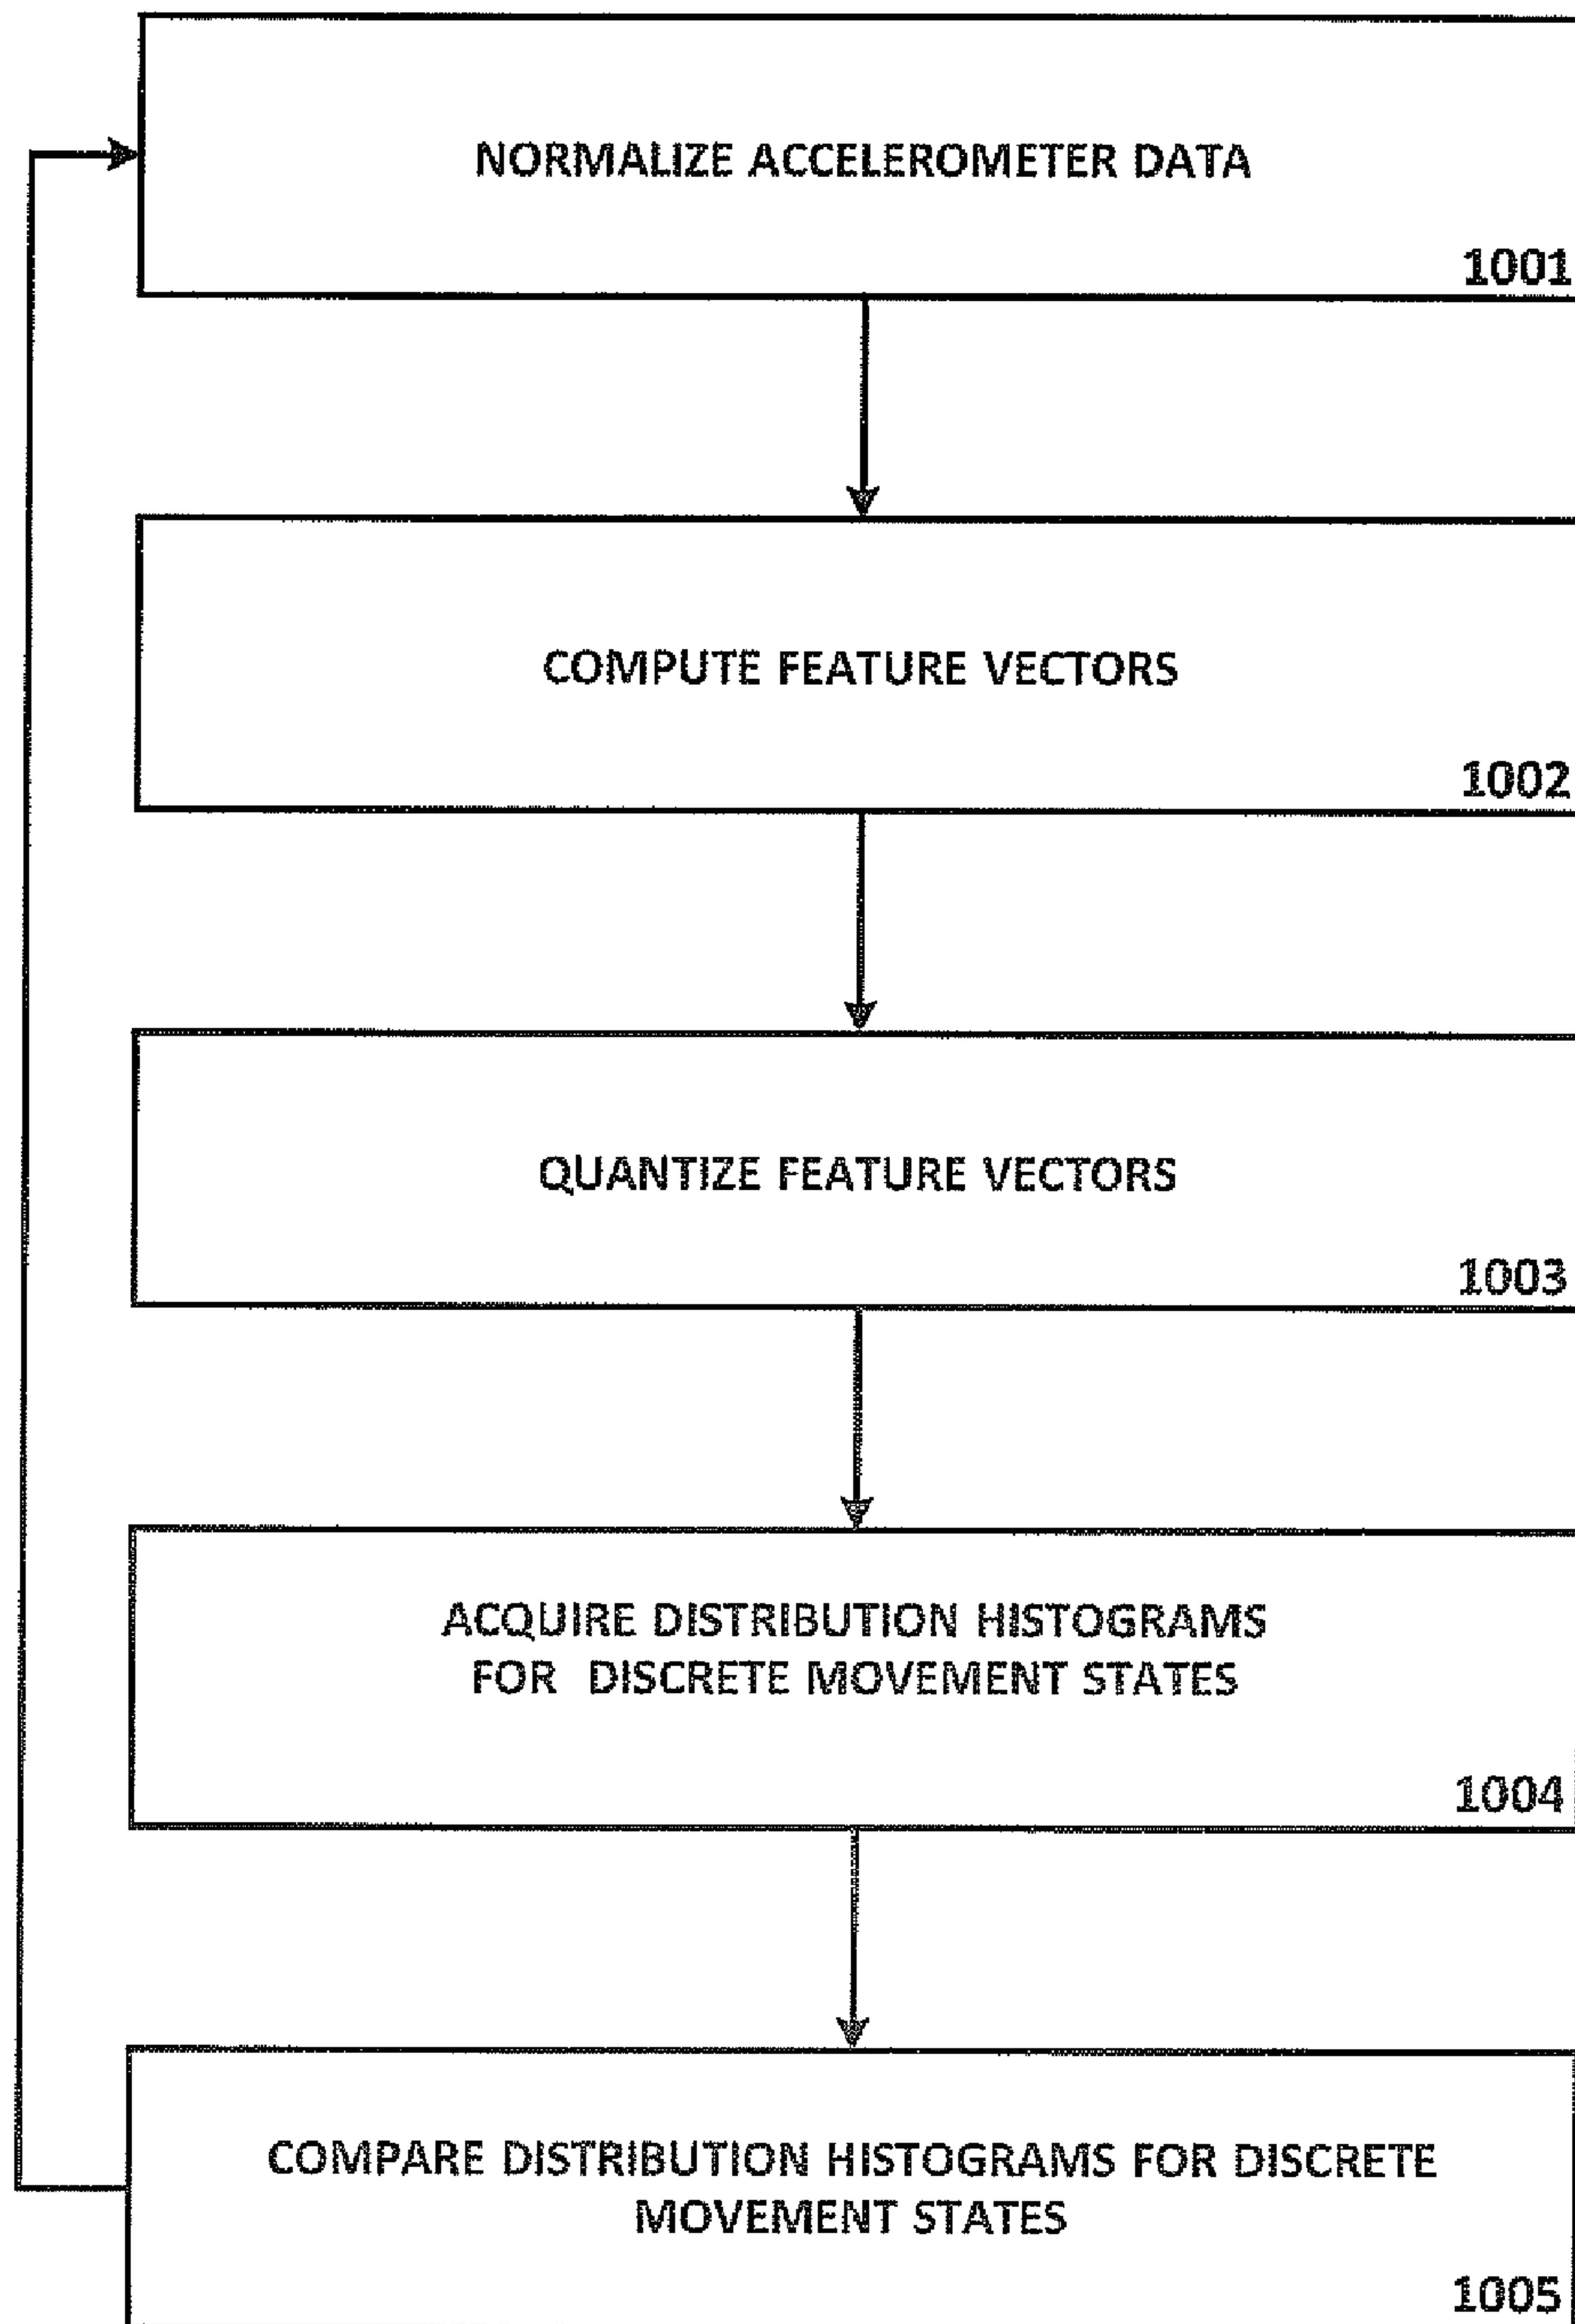 NORMALIZE ACCELEROMETER DATA
1001
COMPUTE FEATURE VECTORS
1002
QUANTIZE FEATURE VECTORS
1003
ACQUIRE DISTRIBUTION HISTOGRAMS
FOR DISCRETE MOVEMENT STATES
1004
COMPARE DISTRIBUTION HISTOGRAMS FOR DISCRETE
MOVEMENT STATES
1005